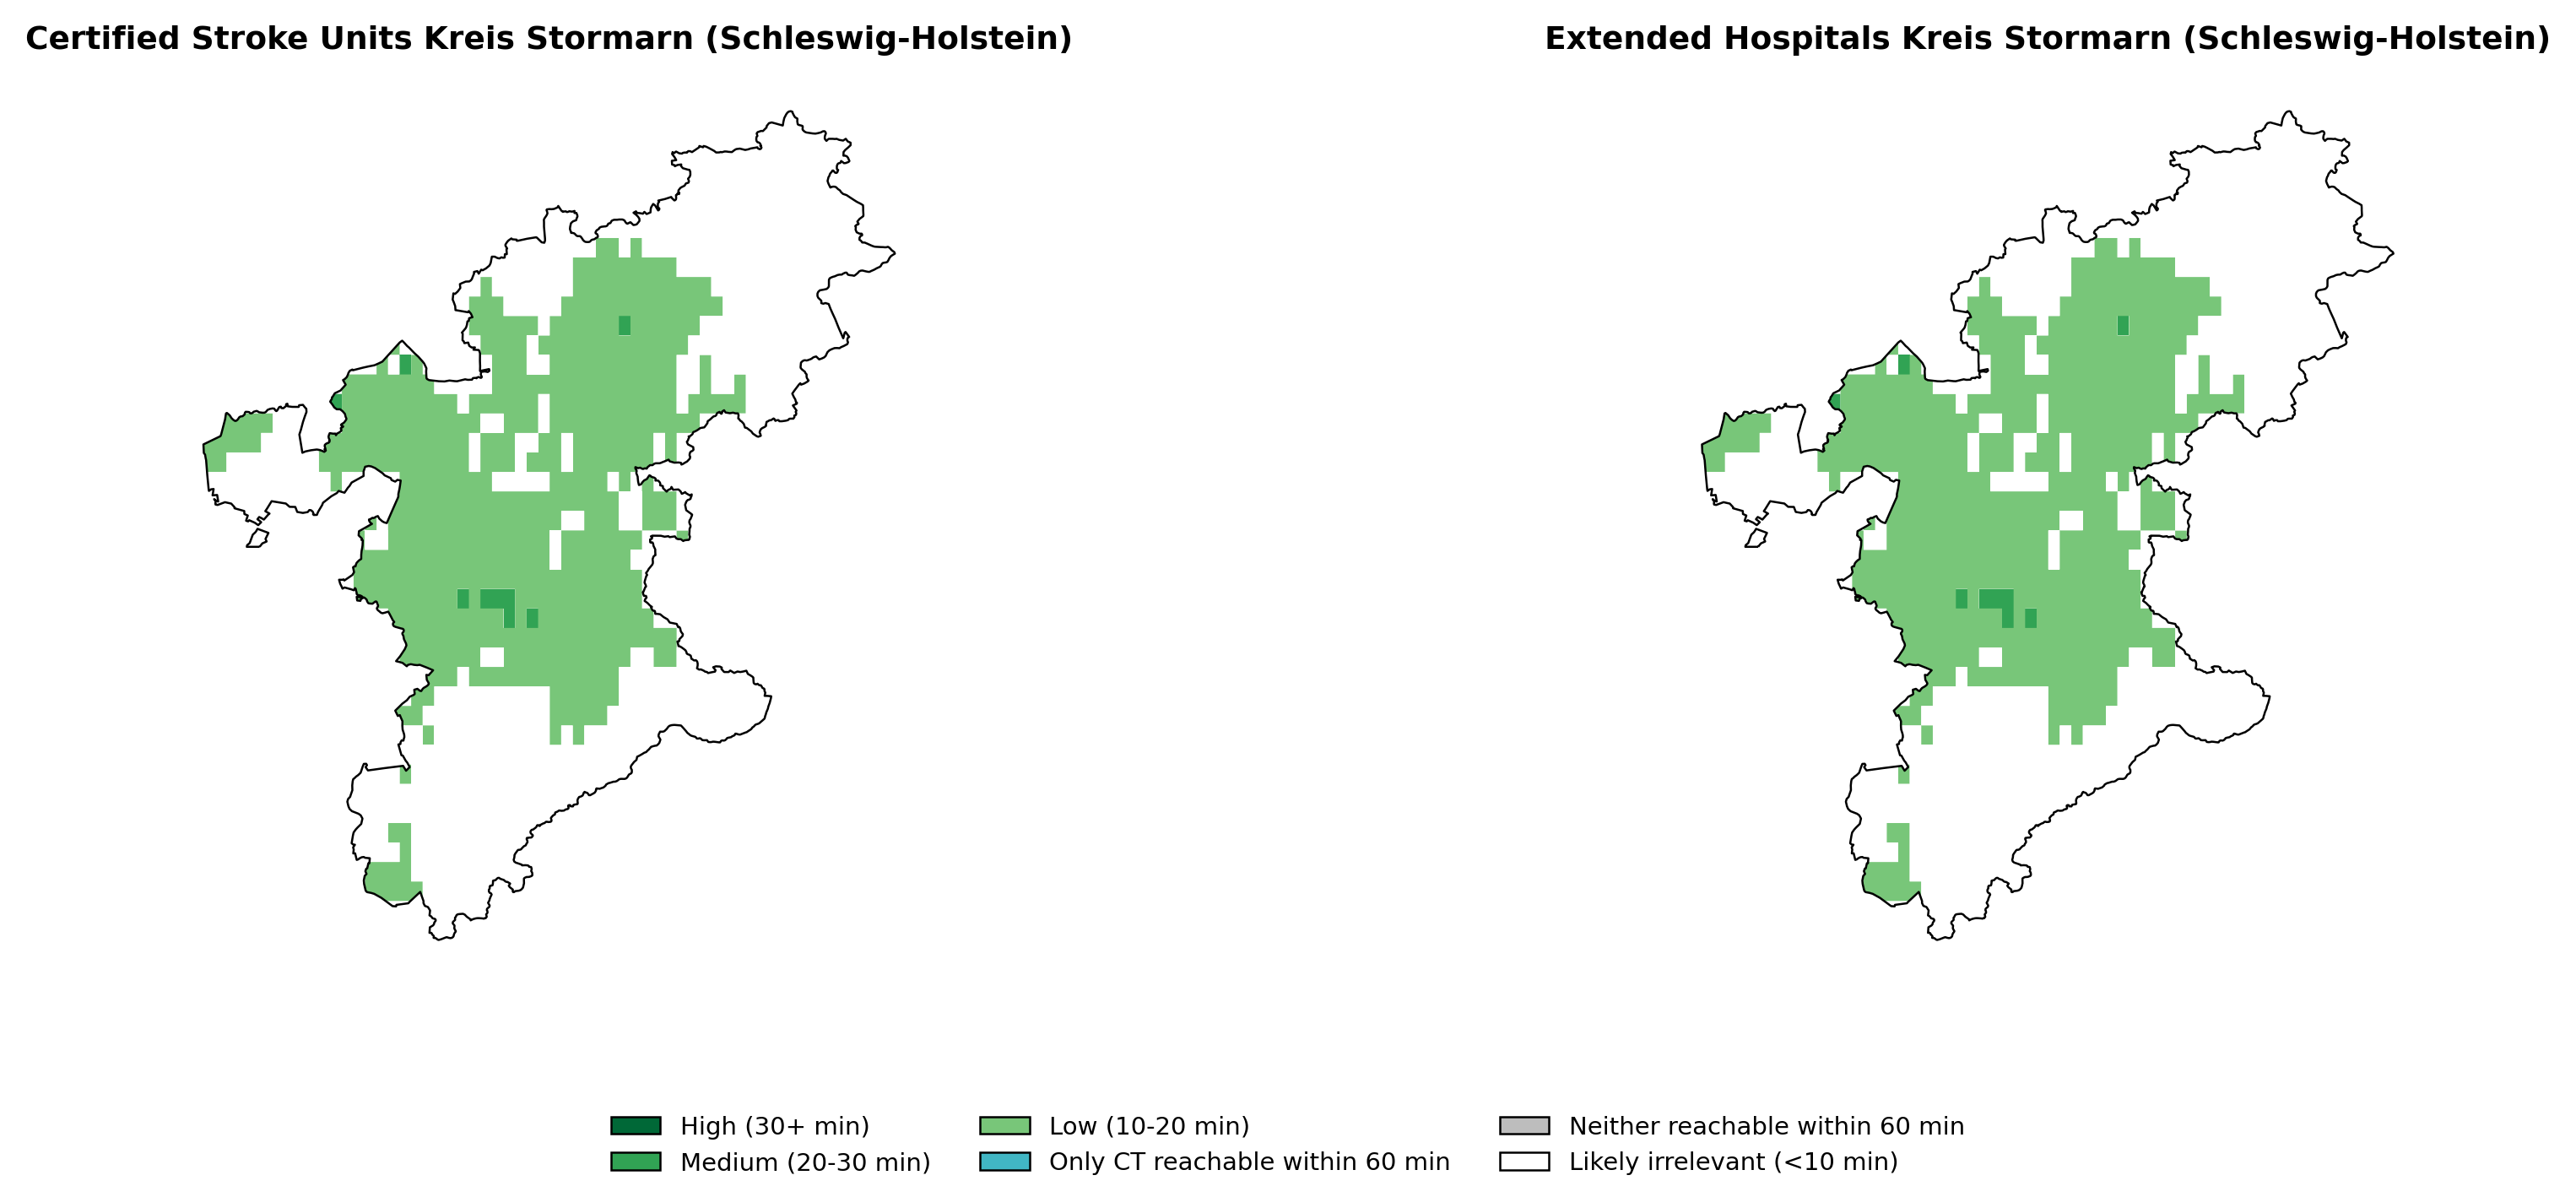 Certified Stroke Units Kreis Stormarn (Schleswig-Holstein)
Extended Hospitals Kreis Stormarn (Schleswig-Holstein)
High (30+ min)
Medium (20-30 min)
Low (10-20 min)
Only CT reachable within 60 min
Neither reachable within 60 min
Likely irrelevant (<10 min)